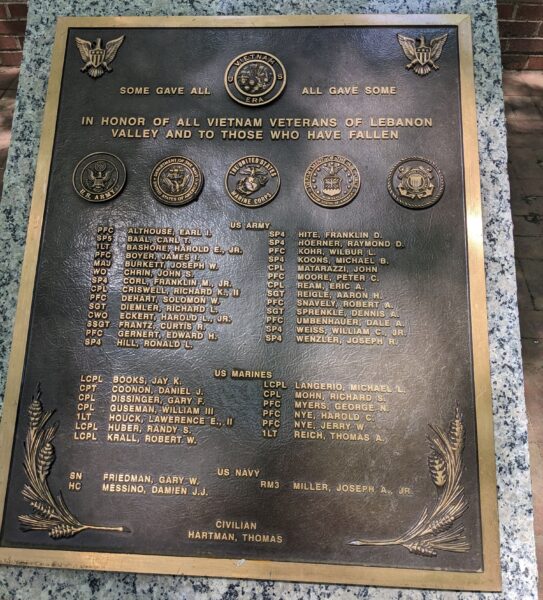 VIETNAM
U S
ERA
SOME GAVE ALL ALL GAVE SOME
IN HONOR OF ALL VIETNAM VETERANS OF LEBANON
VALLEY AND TO THOSE WHO HAVE FALLEN
U.S. ARMY
THE UNITED STATES
MARINE CORPS
US ARMY
PFC ALTHOUSE, EARL I.
SP5 BAAL, CARL T.
1LT BASHORE, HAROLD E., JR.
PFC BOYER, JAMES I.
MAJ BURKETT, JOSEPH W.
WO1 CHRIN, JOHN S.
SP4 CORL, FRANKLIN M., JR.
CPL CRISWELL, RICHARD K., II
PFC DEHART, SOLOMON W.
SGT DIEMLER, RICHARD L.
CWO ECKERT, HAROLD L., JR.
SSGT FRANTZ, CURTIS R.
PFC GERNERT, EDWARD H.
SP4 HILL, RONALD L.
SP4 HITE, FRANKLIN D.
SP4 HOERNER, RAYMOND D.
PFC KOHR, WILBUR L.
SP4 KOONS, MICHAEL B.
CPL MATARAZZI, JOHN
PFC MOORE, PETER C.
CPL REAM, ERIC A.
SGT REIGLE, AARON H.
PFC SNAVELY, ROBERT A.
SGT SPRENKLE, DENNIS A.
PFC UMBENHAUER, DALE A.
SP4 WEISS, WILLIAM C., JR.
SP4 WENZLER, JOSEPH R.
US MARINES
LCPL BOOKS, JAY K.
CPT COONON, DANIEL J.
CPL DISSINGER, GARY F.
CPL GUSEMAN, WILLIAM III
1LT HOUCK, LAWERENCE E., II
LCPL HUBER, RANDY S.
LCPL KRALL, ROBERT W.
LCPL LANGERIO, MICHAEL L.
CPL MOHN, RICHARD S.
PFC MYERS, GEORGE N.
PFC NYE, HAROLD C.
PFC NYE, JERRY W.
1LT REICH, THOMAS A.
US NAVY
SN FRIEDMAN, GARY W.
HC MESSINO, DAMIEN J.J.
RM3 MILLER, JOSEPH A., JR.
CIVILIAN
HARTMAN, THOMAS